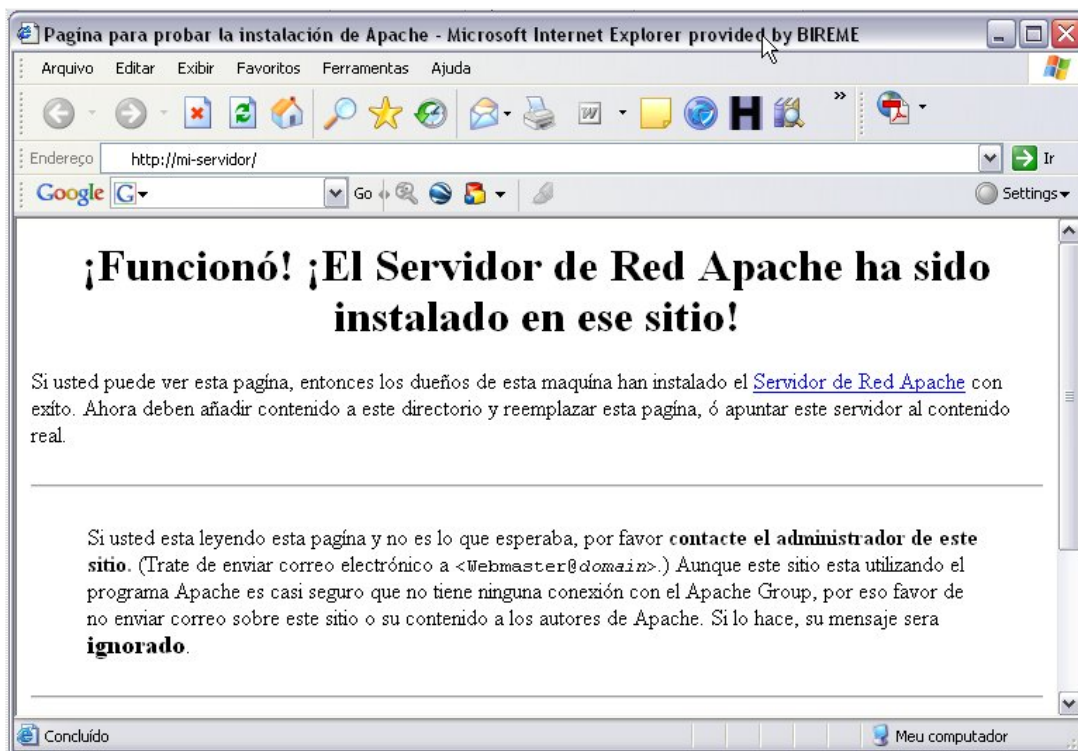 Pagina para probar la instalación de Apache - Microsoft Internet Explorer provided by BIREME
Arquivo Editar Exibir Favoritos Ferramentas Ajuda
W H »
Endereço http://mi-servidor/ Ir
Google G Go Settings
¡Funcionó! ¡El Servidor de Red Apache ha sido
instalado en ese sitio!
Si usted puede ver esta pagína, entonces los dueños de esta maquína han instalado el Servidor de Red Apache con
exíto. Ahora deben añadir contenido a este directorio y reemplazar esta pagína, ó apuntar este servidor al contenido
real.
Si usted esta leyendo esta pagína y no es lo que esperaba, por favor contacte el administrador de este
sitio. (Trate de enviar correo electrónico a <Webmaster@domain>.) Aunque este sitio esta utilizando el
programa Apache es casi seguro que no tiene ninguna conexión con el Apache Group, por eso favor de
no enviar correo sobre este sitio o su contenido a los autores de Apache. Si lo hace, su mensaje sera
ignorado.
Concluído Meu computador